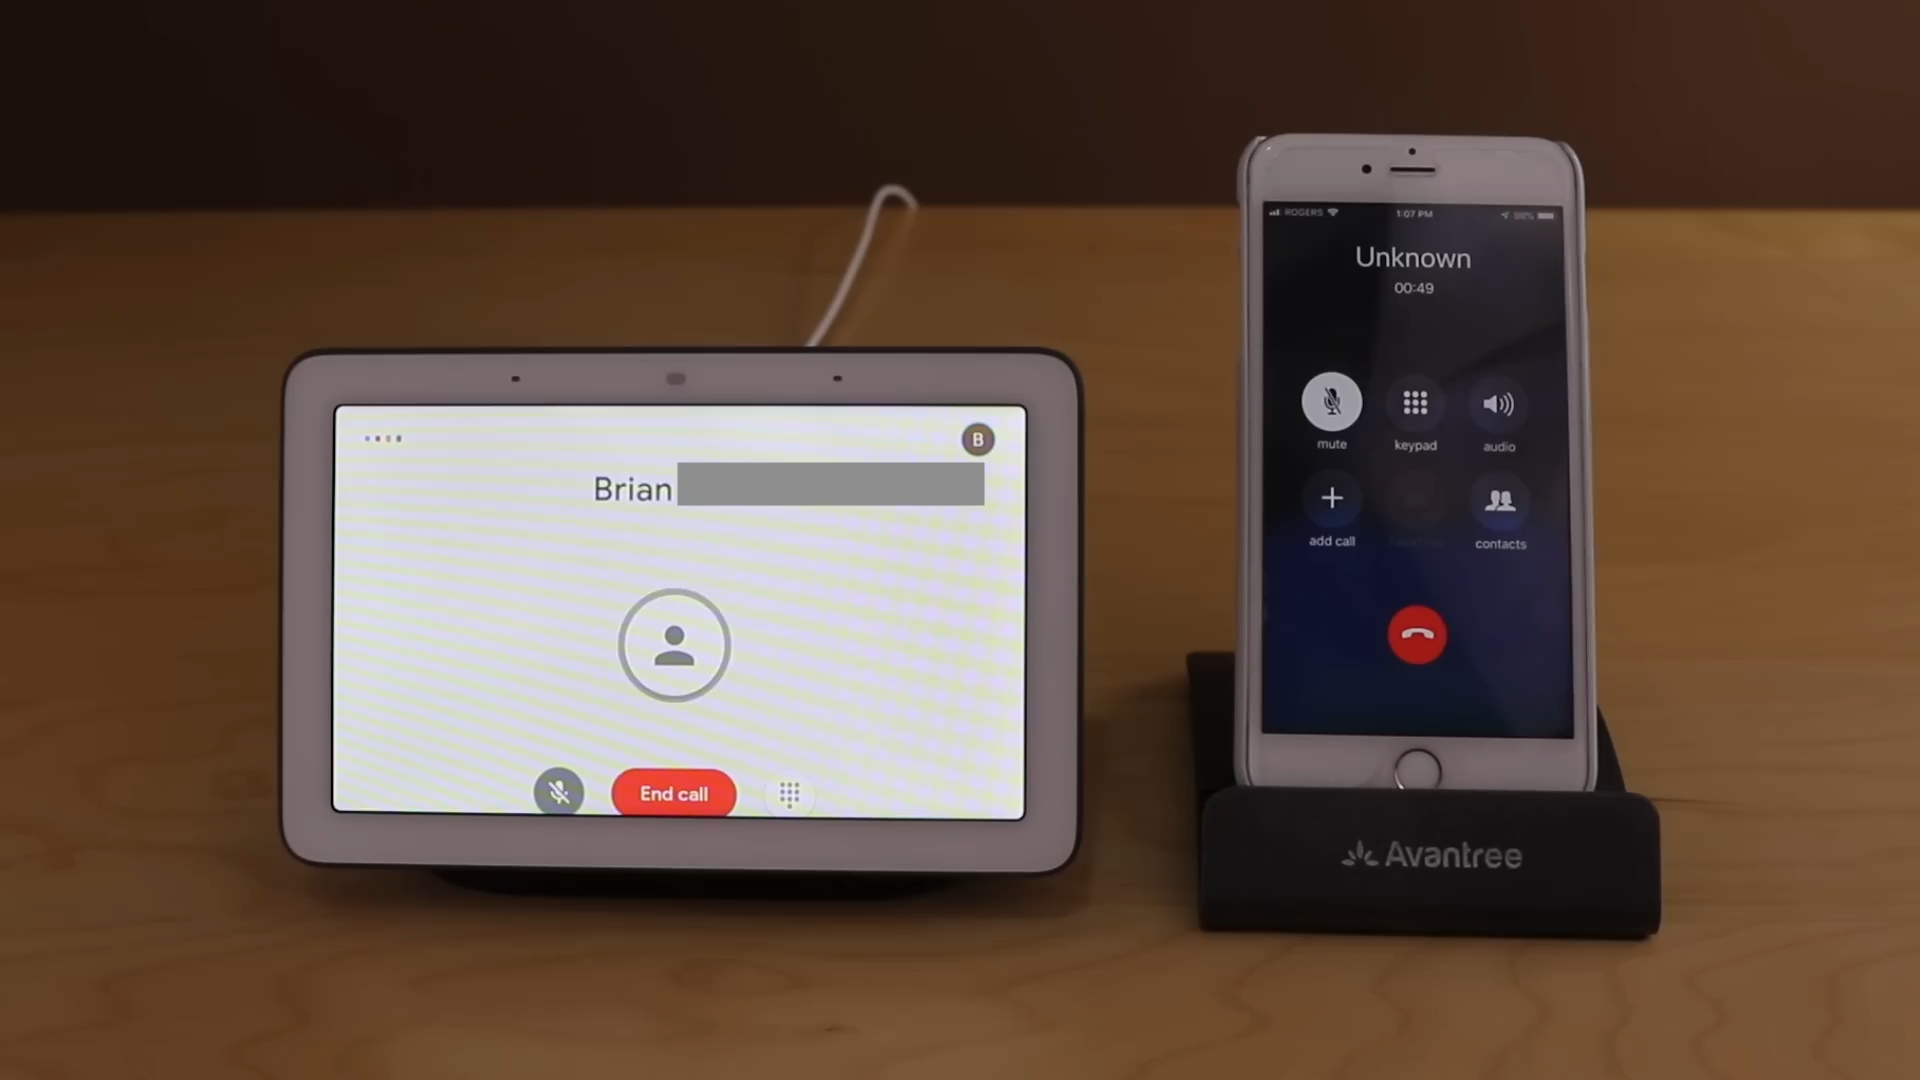 B
Brian
End call
ROGERS
1:07 PM
Unknown
00:49
mute
keypad
audio
add call
contacts
Avantree